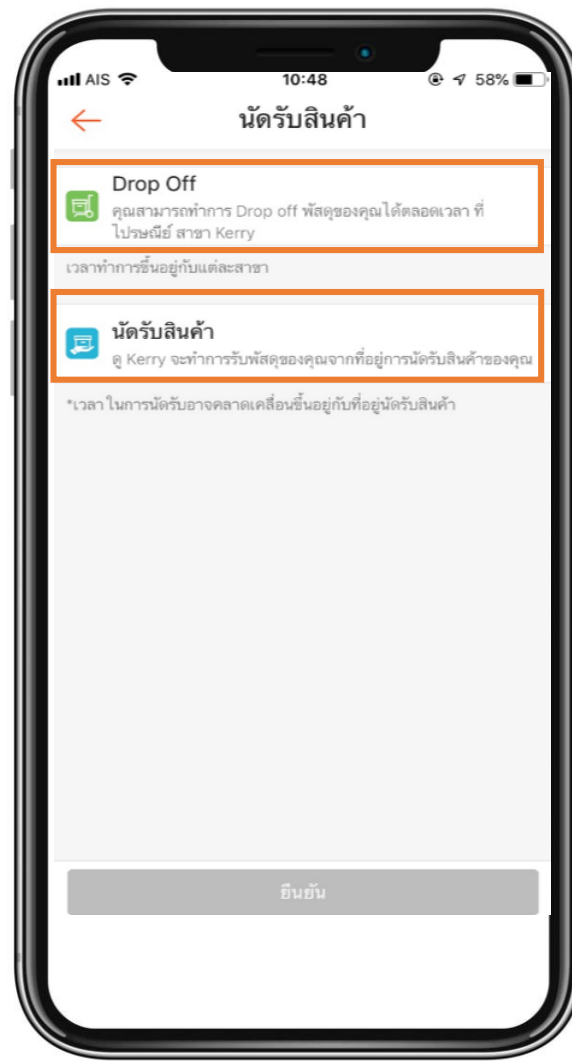 AIS 10:48 58%
นัดรับสินค้า
Drop Off
คุณสามารถทำการ Drop off พัสดุของคุณได้ตลอดเวลา ที่
ไปรษณีย์ สาขา Kerry
เวลาทำการขึ้นอยู่กับแต่ละสาขา
นัดรับสินค้า
ดู Kerry จะทำการรับพัสดุของคุณจากที่อยู่การนัดรับสินค้าของคุณ
*เวลา ในการนัดรับอาจคลาดเคลื่อนขึ้นอยู่กับที่อยู่นัดรับสินค้า
ยืนยัน